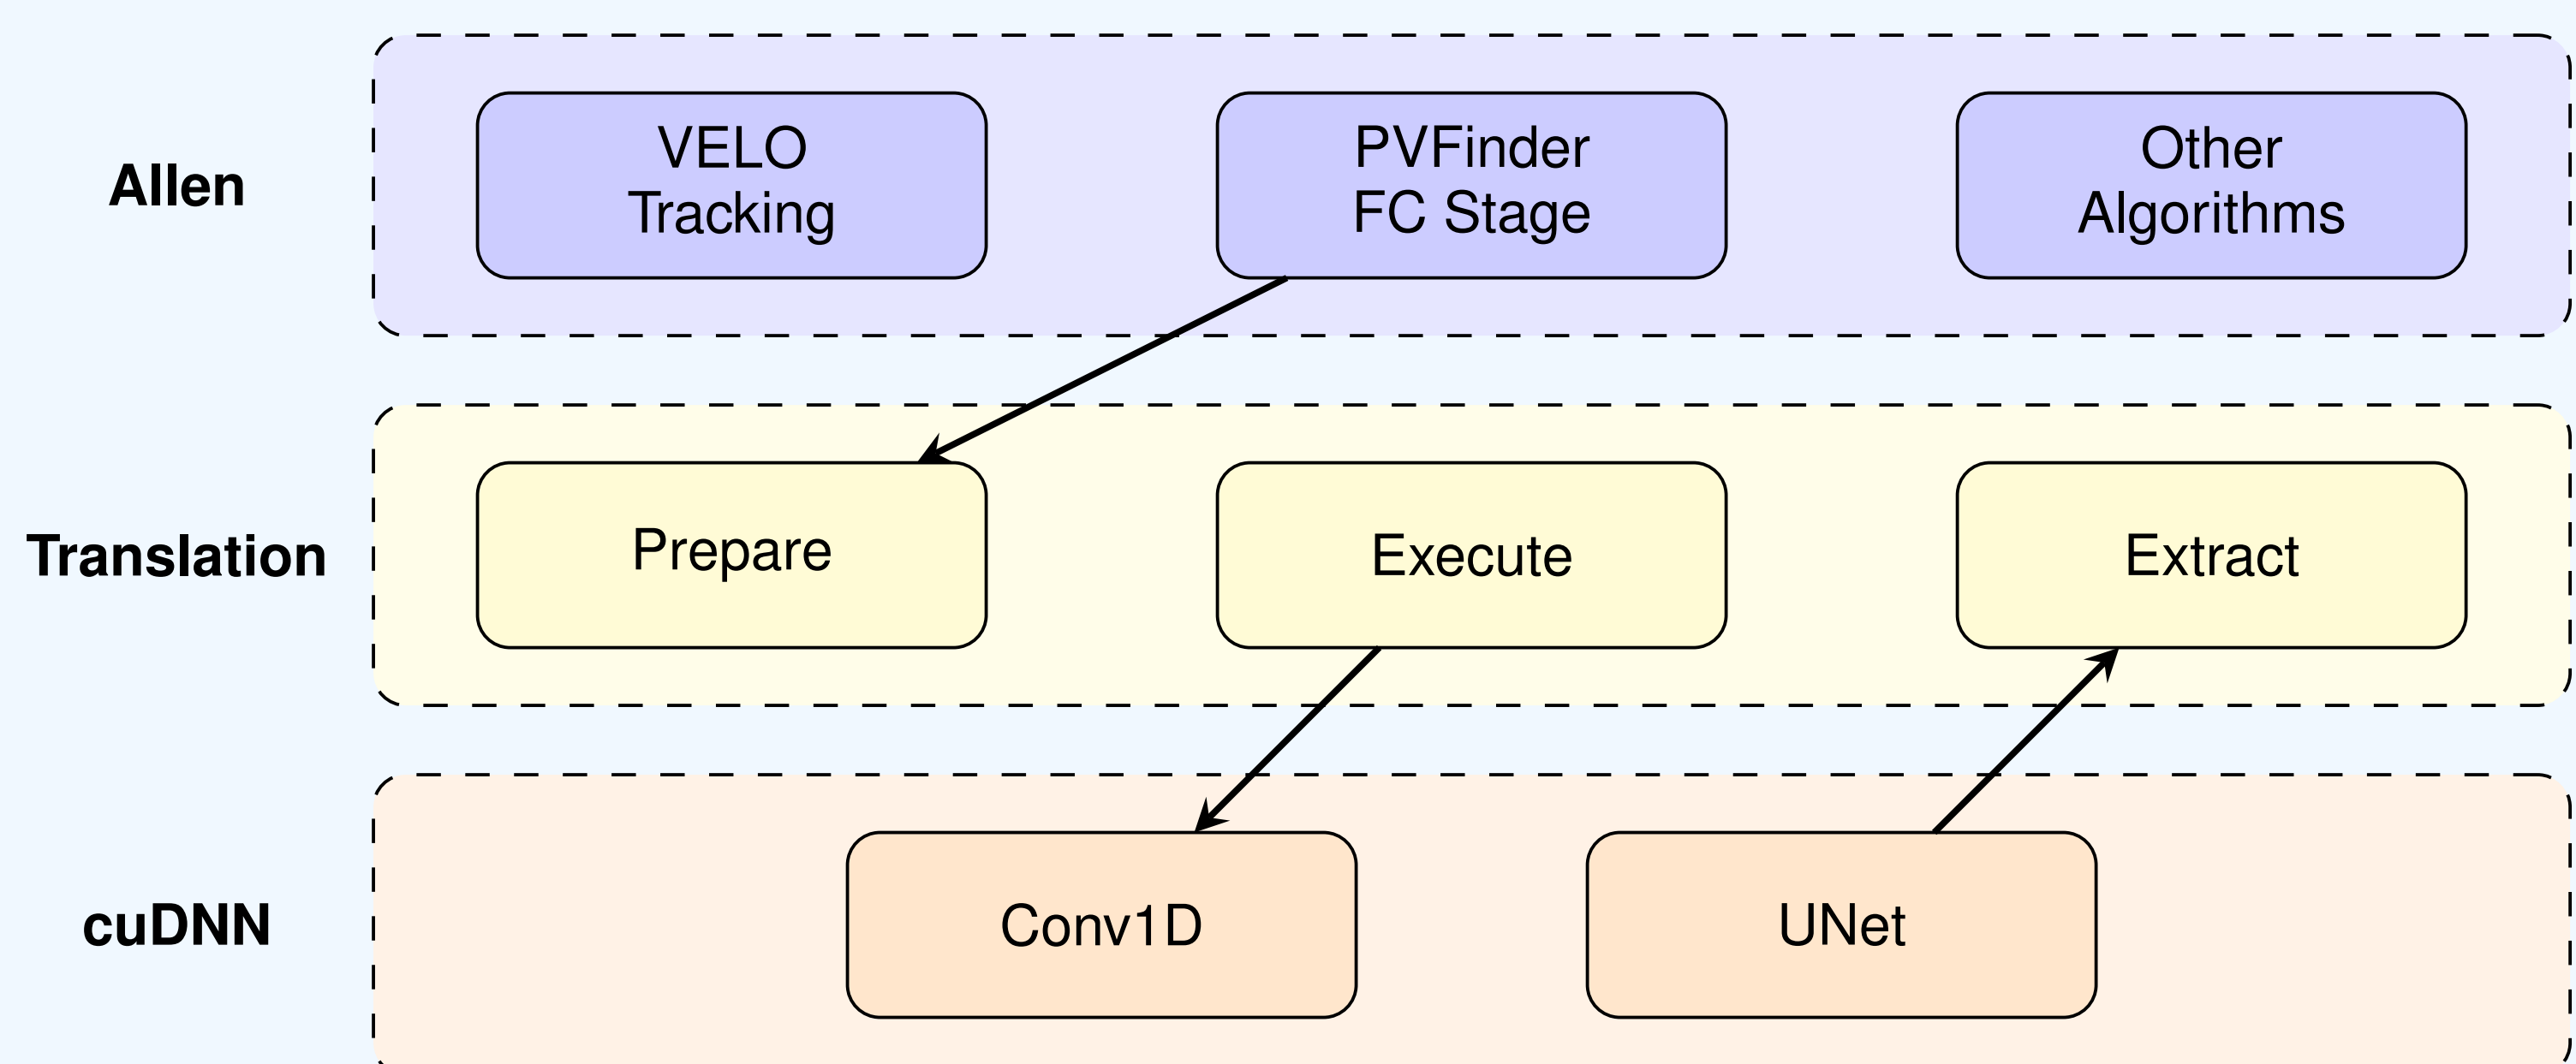 Allen
VELO
Tracking
PVFinder
FC Stage
Other
Algorithms
Translation
Prepare
Execute
Extract
cuDNN
Conv1D
UNet